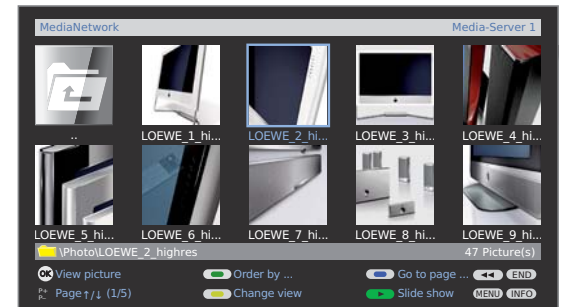 MediaNetwork Media-Server 1
.. LOEWE_1_hi... LOEWE_2_hi... LOEWE_3_hi... LOEWE_4_hi...
LOEWE_5_hi... LOEWE_6_hi... LOEWE_7_hi... LOEWE_8_hi... LOEWE_9_hi...
\Photo\LOEWE_2_highres 47 Picture(s)
OK View picture Order by ... Go to page ... END
P+ P- Page↑/↓ (1/5) Change view Slide show MENU INFO